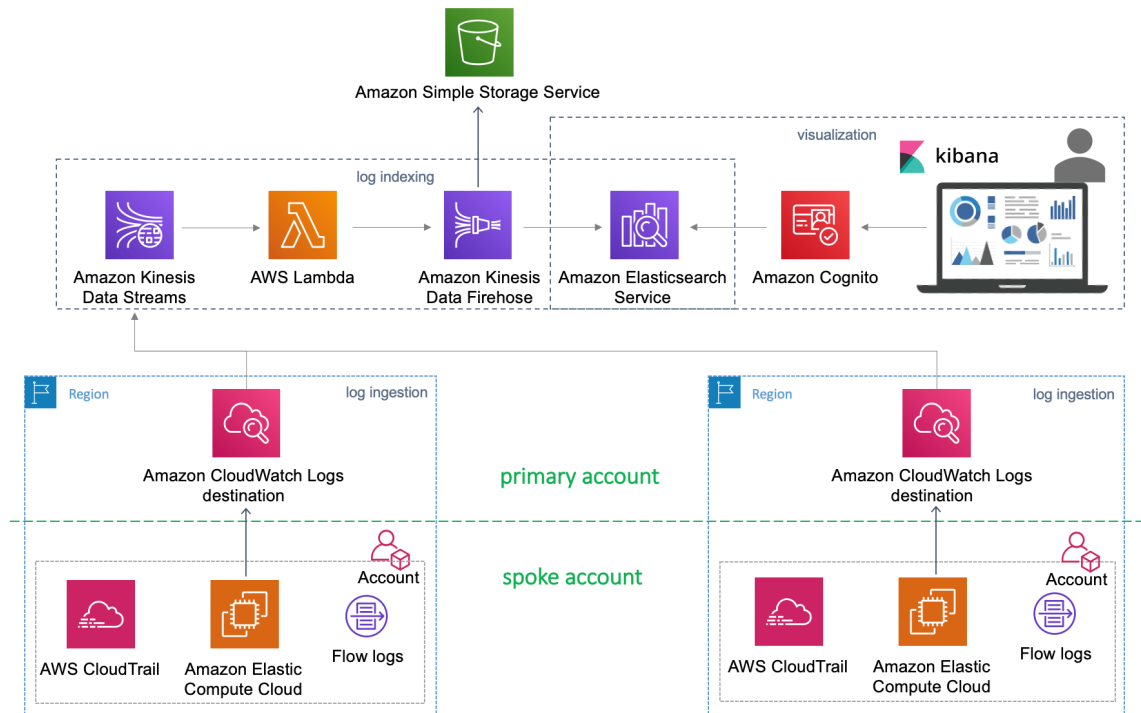 Amazon Simple Storage Service
visualization
kibana
log indexing
Amazon Kinesis
Data Streams
AWS Lambda
Amazon Kinesis
Data Firehose
Amazon Elasticsearch
Service
Amazon Cognito
Region
log ingestion
Amazon CloudWatch Logs
destination
primary account
Region
log ingestion
Amazon CloudWatch Logs
destination
spoke account
Account
AWS CloudTrail
Amazon Elastic
Compute Cloud
Flow logs
Account
AWS CloudTrail
Amazon Elastic
Compute Cloud
Flow logs